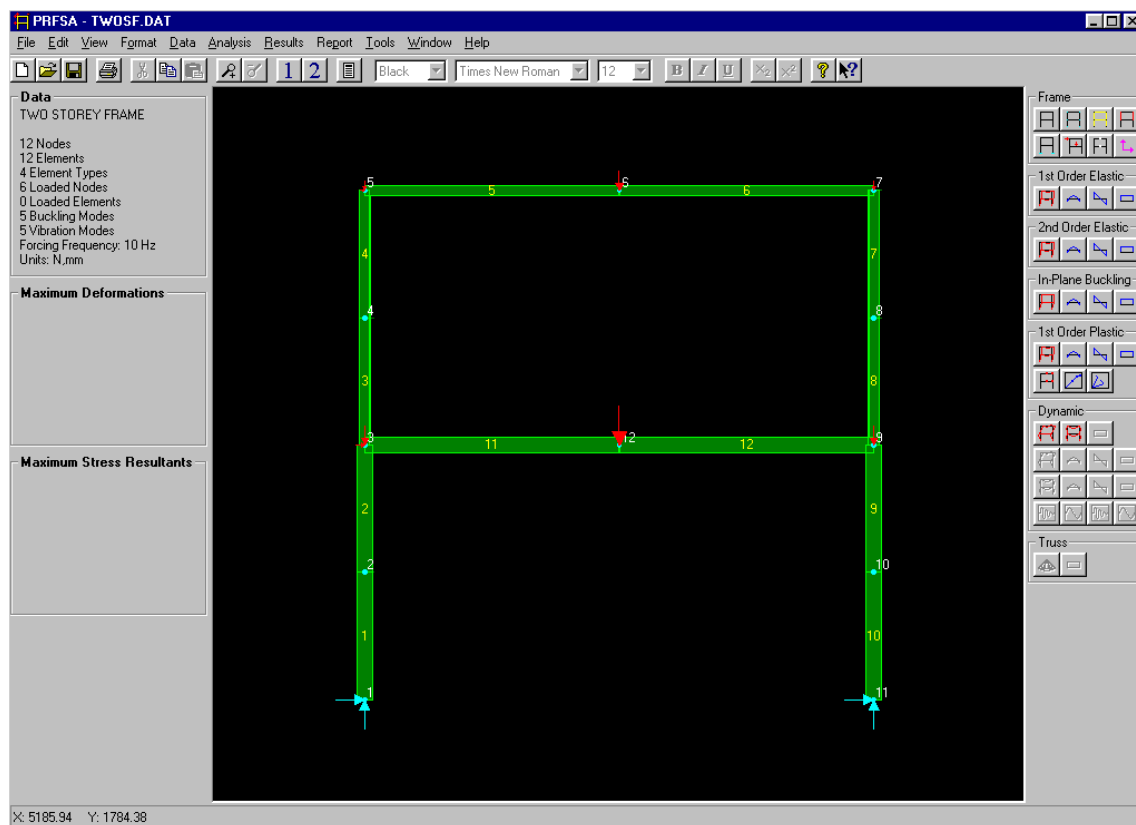 PRFSA - TWOSF.DAT
File Edit View Format Data Analysis Results Report Tools Window Help
1 2 Black Times New Roman 12 B I U X₂ x² ? ?
Data
TWO STOREY FRAME
12 Nodes
12 Elements
4 Element Types
6 Loaded Nodes
0 Loaded Elements
5 Buckling Modes
5 Vibration Modes
Forcing Frequency: 10 Hz
Units: N,mm
Maximum Deformations
Maximum Stress Resultants
5 5 6 6 7
4 7
4 8
3 8
3 11 12 12 9
2 9
2 10
1 10
1 11
Frame
1st Order Elastic
2nd Order Elastic
In-Plane Buckling
1st Order Plastic
Dynamic
Truss
X: 5185.94 Y: 1784.38